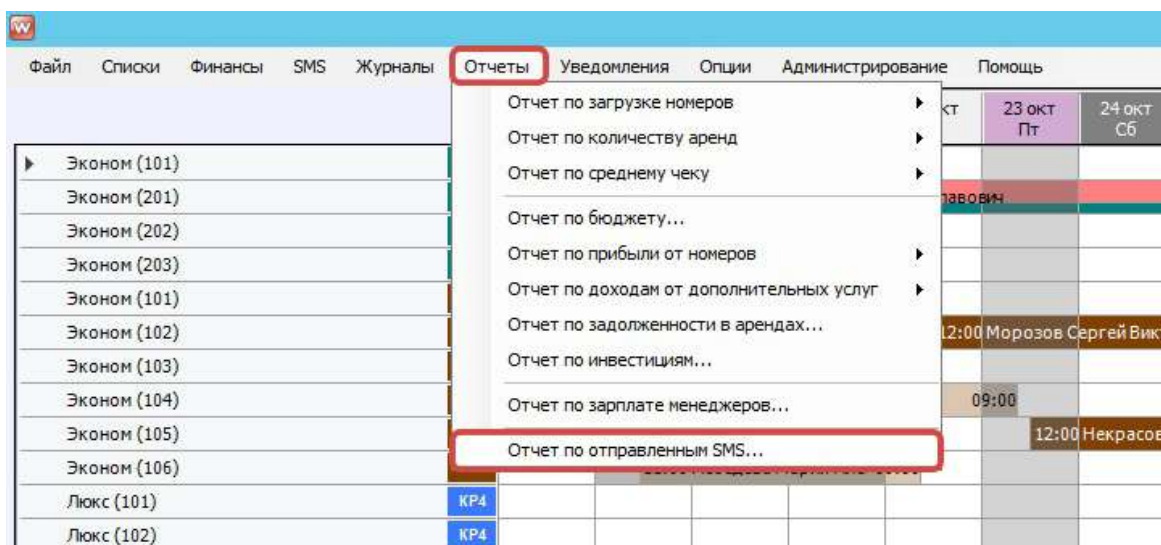 Файл Списки Финансы SMS Журналы Отчеты Уведомления Опции Администрирование Помощь
Отчет по загрузке номеров
Отчет по количеству аренд
Отчет по среднему чеку
Отчет по бюджету...
Отчет по прибыли от номеров
Отчет по доходам от дополнительных услуг
Отчет по задолженности в арендах...
Отчет по инвестициям...
Отчет по зарплате менеджеров...
Отчет по отправленным SMS...
кт 23 окт 24 окт
Пт Сб
Эконом (101)
Эконом (201)
Эконом (202)
Эконом (203)
Эконом (101)
Эконом (102) 12:00 Морозов Сергей Вик
Эконом (103)
Эконом (104) 09:00
Эконом (105) 12:00 Некрасов
Эконом (106)
Люкс (101) КР4
Люкс (102) КР4